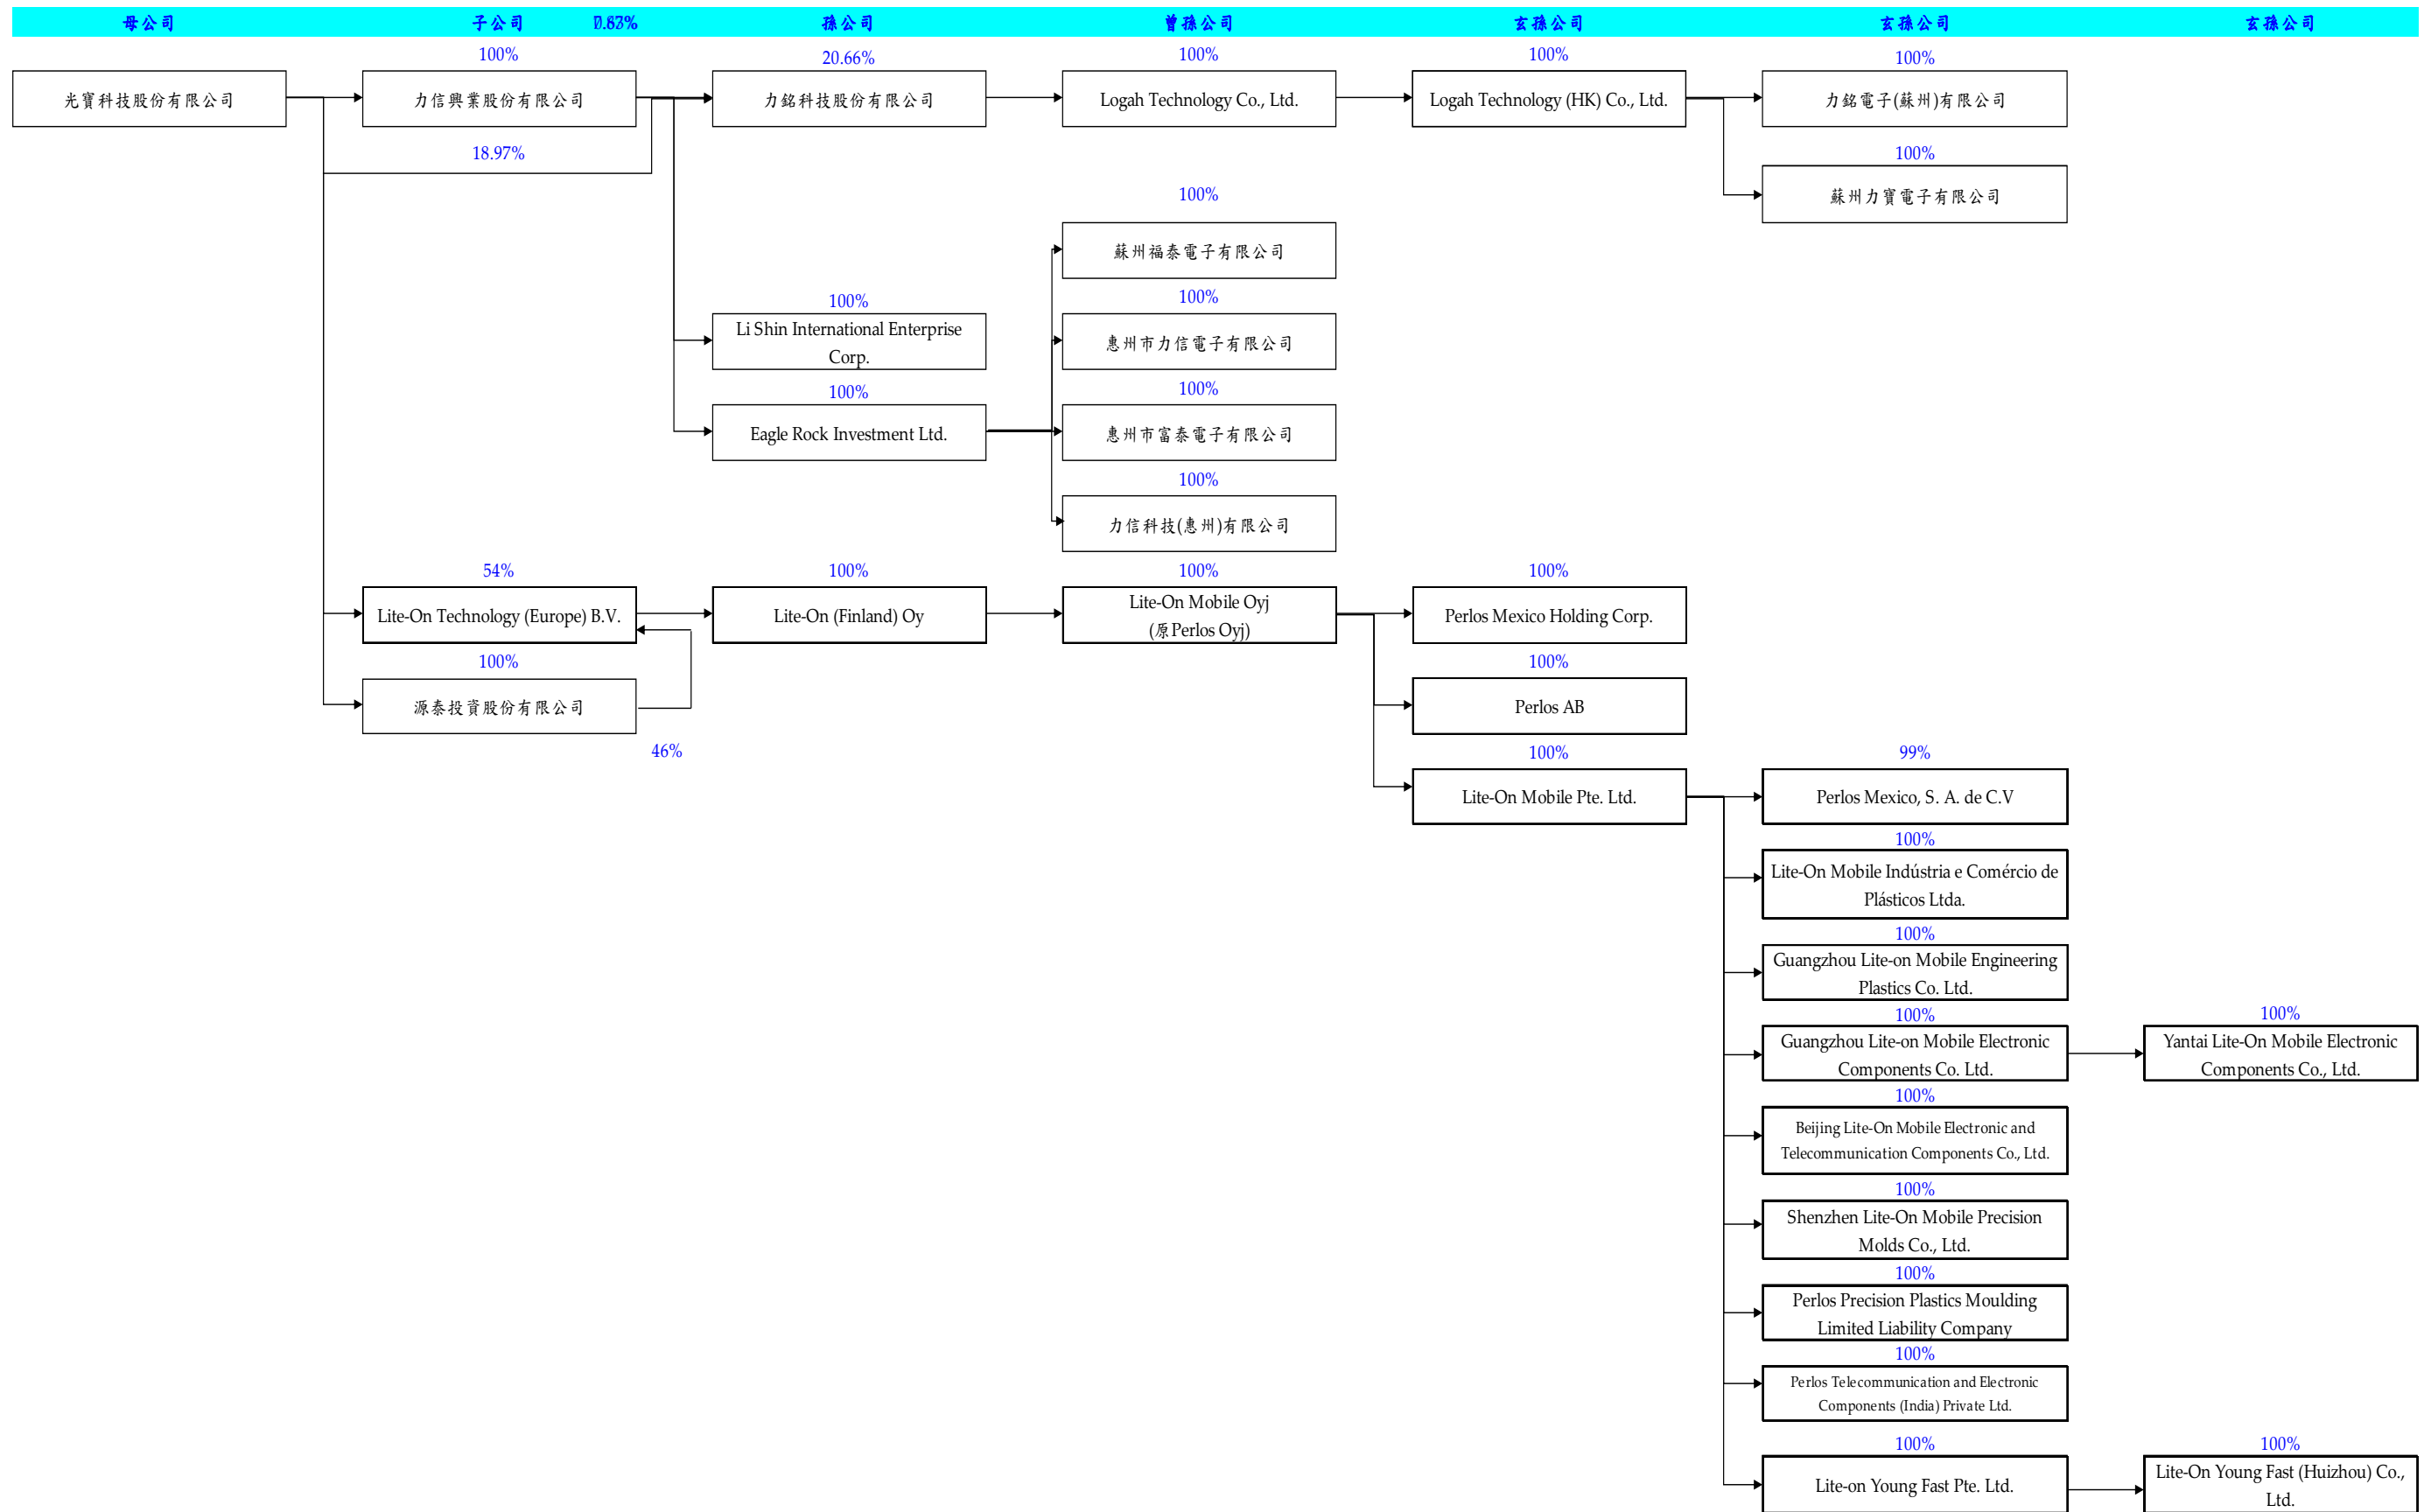 母公司 子公司 孫公司 曾孫公司 玄孫公司 玄孫公司 玄孫公司
100% 20.66% 100% 100% 100%
光寶科技股份有限公司 力信興業股份有限公司 力銘科技股份有限公司 Logah Technology Co., Ltd. Logah Technology (HK) Co., Ltd. 力銘電子(蘇州)有限公司
18.97% 100%
蘇州力寶電子有限公司
100%
蘇州福泰電子有限公司
100% 100%
Li Shin International Enterprise
Corp.
惠州市力信電子有限公司
100% 100%
Eagle Rock Investment Ltd. 惠州市富泰電子有限公司
100%
力信科技(惠州)有限公司
54% 100% 100% 100%
Lite-On Technology (Europe) B.V. Lite-On (Finland) Oy
Lite-On Mobile Oyj
(原Perlos Oyj)
Perlos Mexico Holding Corp.
100% 100%
源泰投資股份有限公司 Perlos AB
46% 100% 99%
Lite-On Mobile Pte. Ltd. Perlos Mexico, S. A. de C.V
100%
Lite-On Mobile Indústria e Comércio de
Plásticos Ltda.
100%
Guangzhou Lite-on Mobile Engineering
Plastics Co. Ltd.
100% 100%
Guangzhou Lite-on Mobile Electronic
Components Co. Ltd.
Yantai Lite-On Mobile Electronic
Components Co., Ltd.
100%
Beijing Lite-On Mobile Electronic and
Telecommunication Components Co., Ltd.
100%
Shenzhen Lite-On Mobile Precision
Molds Co., Ltd.
100%
Perlos Precision Plastics Moulding
Limited Liability Company
100%
Perlos Telecommunication and Electronic
Components (India) Private Ltd.
100% 100%
Lite-on Young Fast Pte. Ltd.
Lite-On Young Fast (Huizhou) Co.,
Ltd.